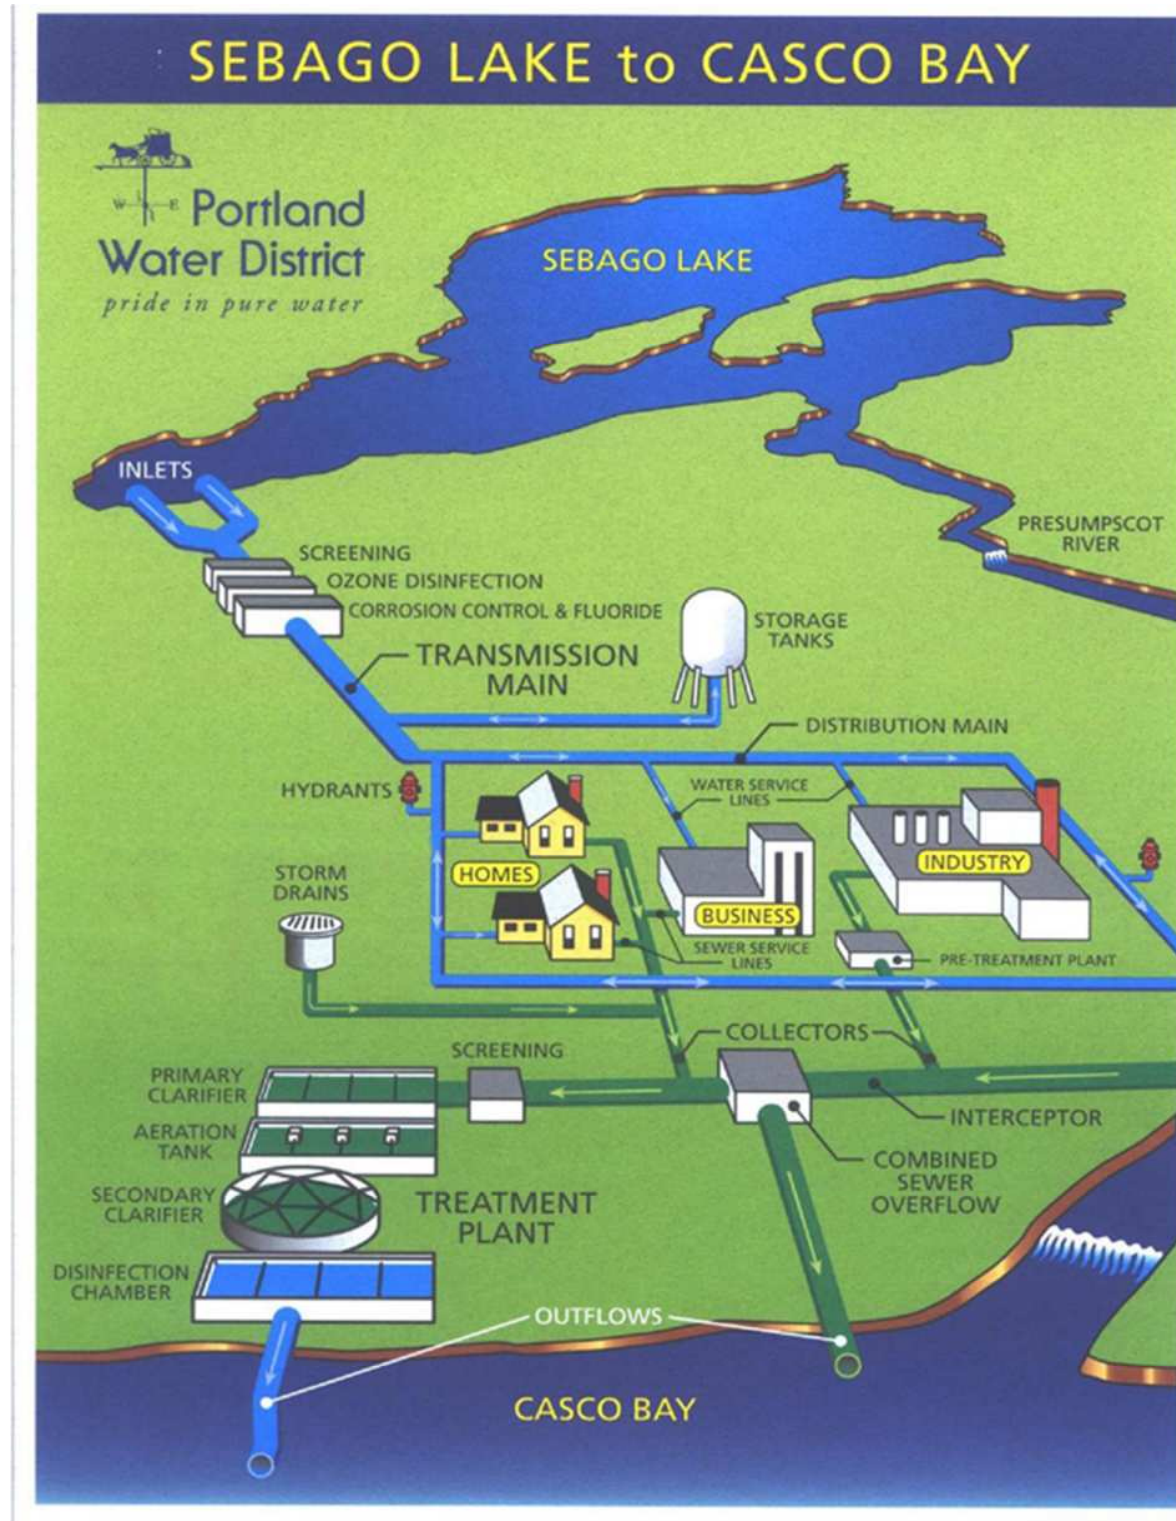 SEBAGO LAKE to CASCO BAY
W E
Portland
Water District
pride in pure water
SEBAGO LAKE
INLETS
PRESUMPSCOT
RIVER
SCREENING
OZONE DISINFECTION
CORROSION CONTROL & FLUORIDE
STORAGE
TANKS
TRANSMISSION
MAIN
DISTRIBUTION MAIN
HYDRANTS
WATER SERVICE
LINES
HOMES
INDUSTRY
STORM
DRAINS
BUSINESS
SEWER SERVICE
LINES
PRE-TREATMENT PLANT
COLLECTORS
SCREENING
PRIMARY
CLARIFIER
INTERCEPTOR
AERATION
TANK
COMBINED
SEWER
OVERFLOW
SECONDARY
CLARIFIER
TREATMENT
PLANT
DISINFECTION
CHAMBER
OUTFLOWS
CASCO BAY